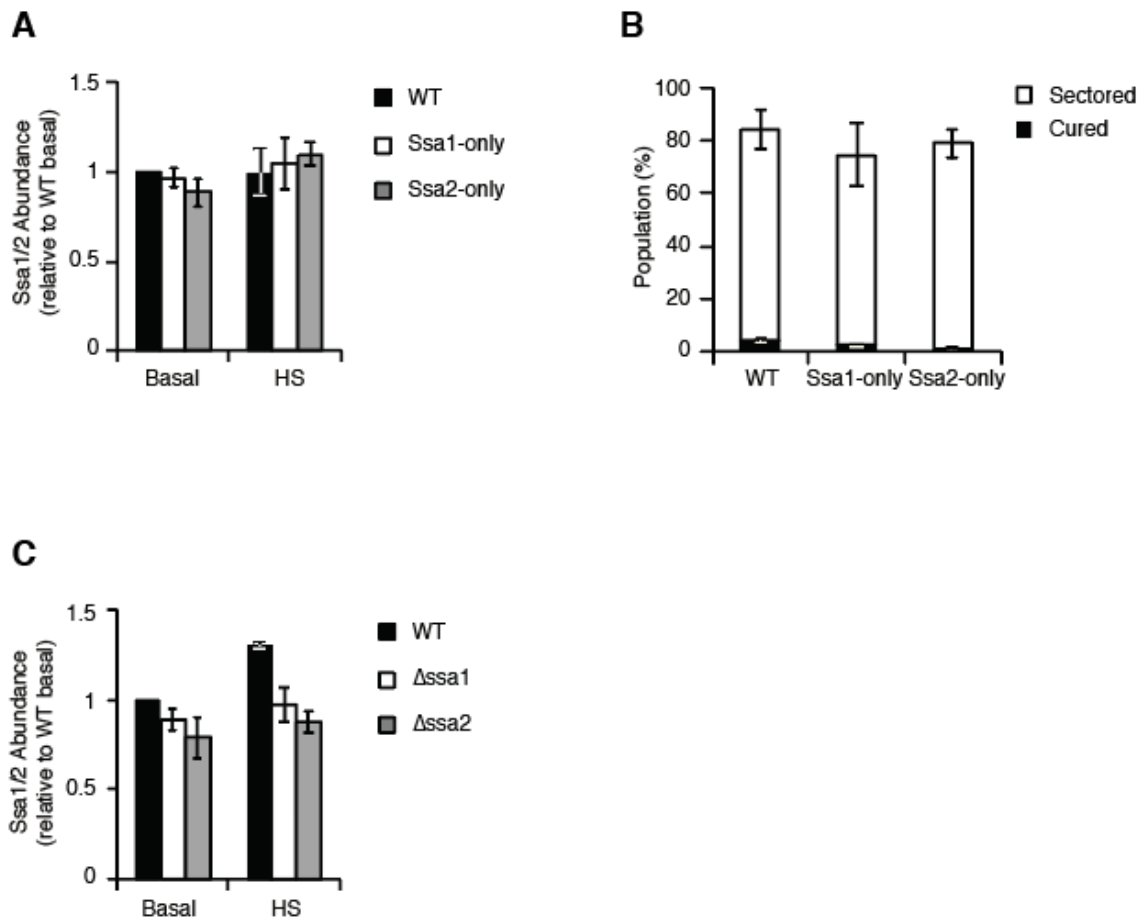 A
Ssa1/2 Abundance
(relative to WT basal)
1.5
1
0.5
0
Basal
HS
WT
Ssa1-only
Ssa2-only
B
Population (%)
100
80
60
40
20
0
WT
Ssa1-only
Ssa2-only
Sectored
Cured
C
Ssa1/2 Abundance
(relative to WT basal)
1.5
1
0.5
0
Basal
HS
WT
Δssa1
Δssa2